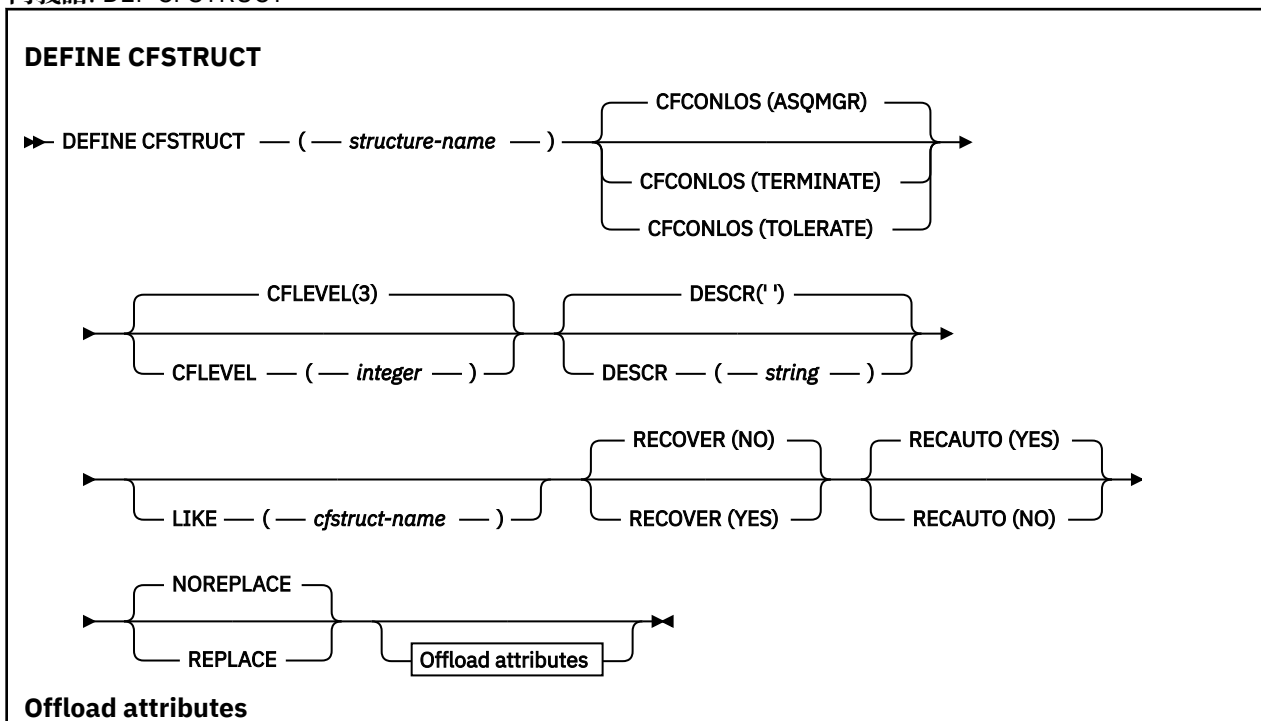 DEFINE CFSTRUCT
CFCONLOS (ASQMGR)
DEFINE CFSTRUCT ( structure-name )
CFCONLOS (TERMINATE)
CFCONLOS (TOLERATE)
CFLEVEL(3) DESCR(' ')
CFLEVEL ( integer ) DESCR ( string )
RECOVER (NO) RECAUTO (YES)
LIKE ( cfstruct-name ) RECOVER (YES) RECAUTO (NO)
NOREPLACE
REPLACE Offload attributes
Offload attributes